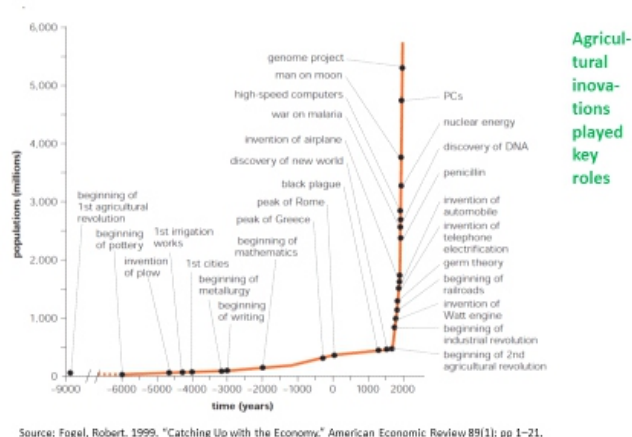 6,000
5,000
4,000
3,000
2,000
1,000
0
populations (millions)
genome project
man on moon
high-speed computers
war on malaria
invention of airplane
discovery of new world
black plague
peak of Rome
peak of Greece
beginning of
mathematics
beginning of
1st agricultural
revolution
beginning
of pottery
1st irrigation
works
invention
of plow
1st cities
beginning of
metallurgy
beginning
of writing
PCs
nuclear energy
discovery of DNA
penicillin
invention of
automobile
invention of
telephone
electrification
germ theory
beginning of
railroads
invention of
Watt engine
beginning of
industrial revolution
beginning of 2nd
agricultural revolution
-9000
-6000
-5000
-4000
-3000
-2000
-1000
0
1000
2000
time (years)
Agricul-
tural
inova-
tions
played
key
roles
Source: Fogel, Robert. 1999. "Catching Up with the Economy." American Economic Review 89(1): pp 1–21.